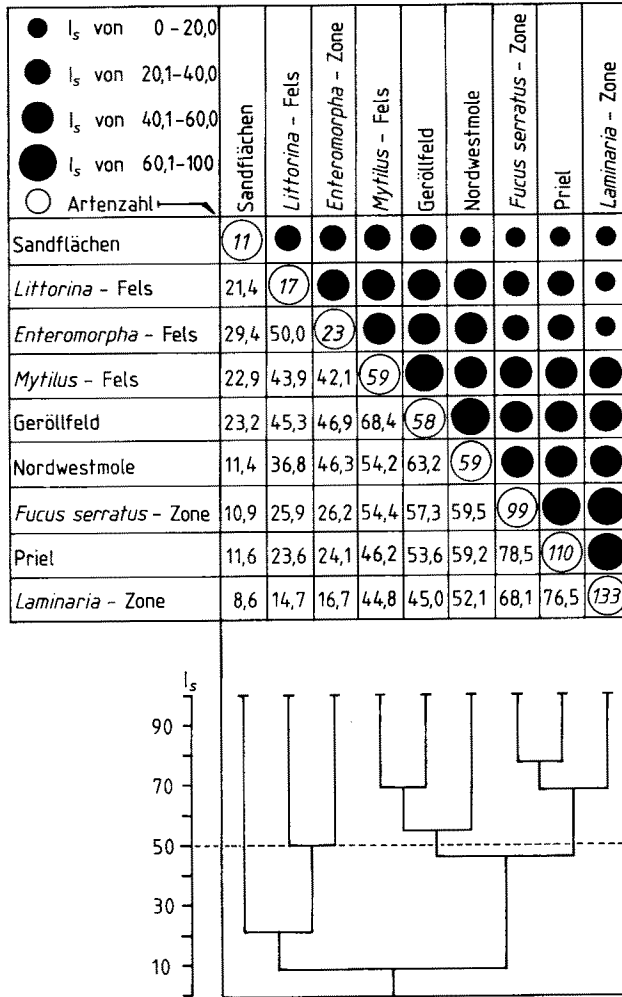 I_s von 0 – 20,0
I_s von 20,1–40,0
I_s von 40,1–60,0
I_s von 60,1–100
Artenzahl
Sandflächen
Littorina – Fels
Enteromorpha – Zone
Mytilus – Fels
Geröllfeld
Nordwestmole
Fucus serratus – Zone
Priel
Laminaria – Zone
Sandflächen 11
Littorina – Fels 21,4 17
Enteromorpha – Fels 29,4 50,0 23
Mytilus – Fels 22,9 43,9 42,1 59
Geröllfeld 23,2 45,3 46,9 68,4 58
Nordwestmole 11,4 36,8 46,3 54,2 63,2 59
Fucus serratus – Zone 10,9 25,9 26,2 54,4 57,3 59,5 99
Priel 11,6 23,6 24,1 46,2 53,6 59,2 78,5 110
Laminaria – Zone 8,6 14,7 16,7 44,8 45,0 52,1 68,1 76,5 133
I_s
90
70
50
30
10